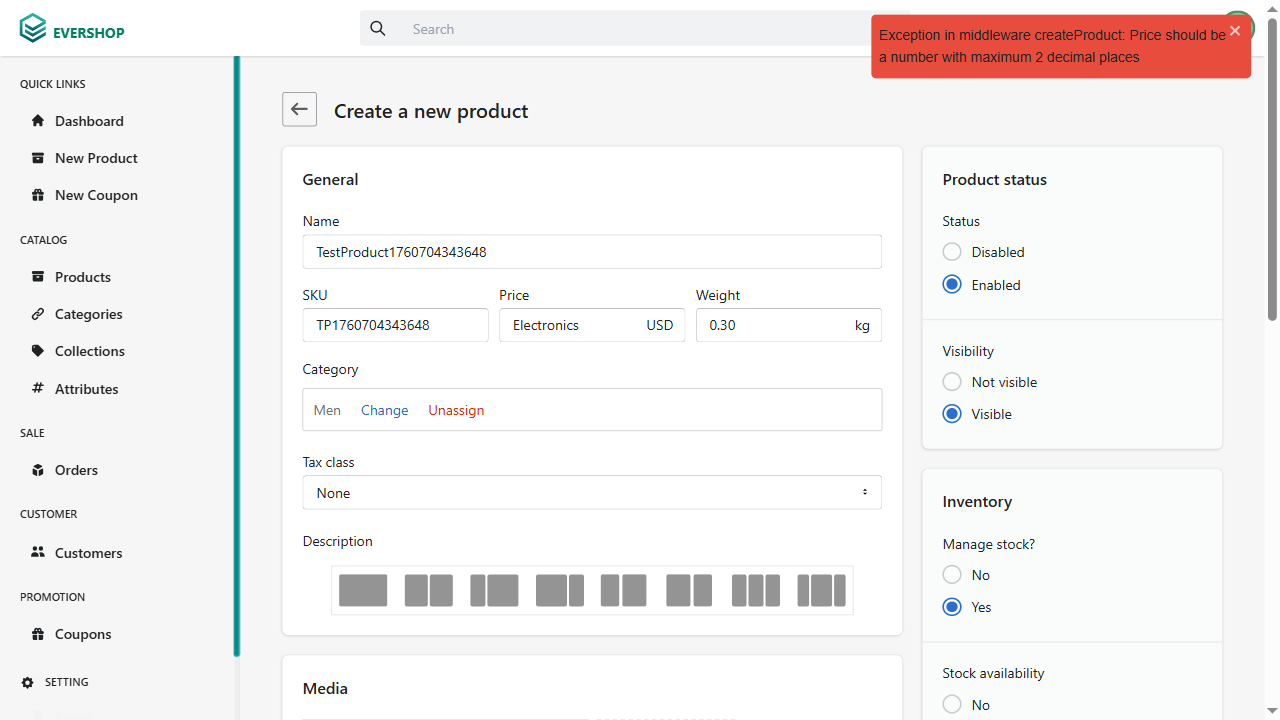 EVERSHOP
Search
Exception in middleware createProduct: Price should be
a number with maximum 2 decimal places
QUICK LINKS
Dashboard
New Product
New Coupon
CATALOG
Products
Categories
Collections
Attributes
SALE
Orders
CUSTOMER
Customers
PROMOTION
Coupons
SETTING
Create a new product
General
Name
TestProduct1760704343648
SKU
Price
Weight
TP1760704343648
Electronics USD
0.30 kg
Category
Men Change Unassign
Tax class
None
Description
Media
Product status
Status
Disabled
Enabled
Visibility
Not visible
Visible
Inventory
Manage stock?
No
Yes
Stock availability
No